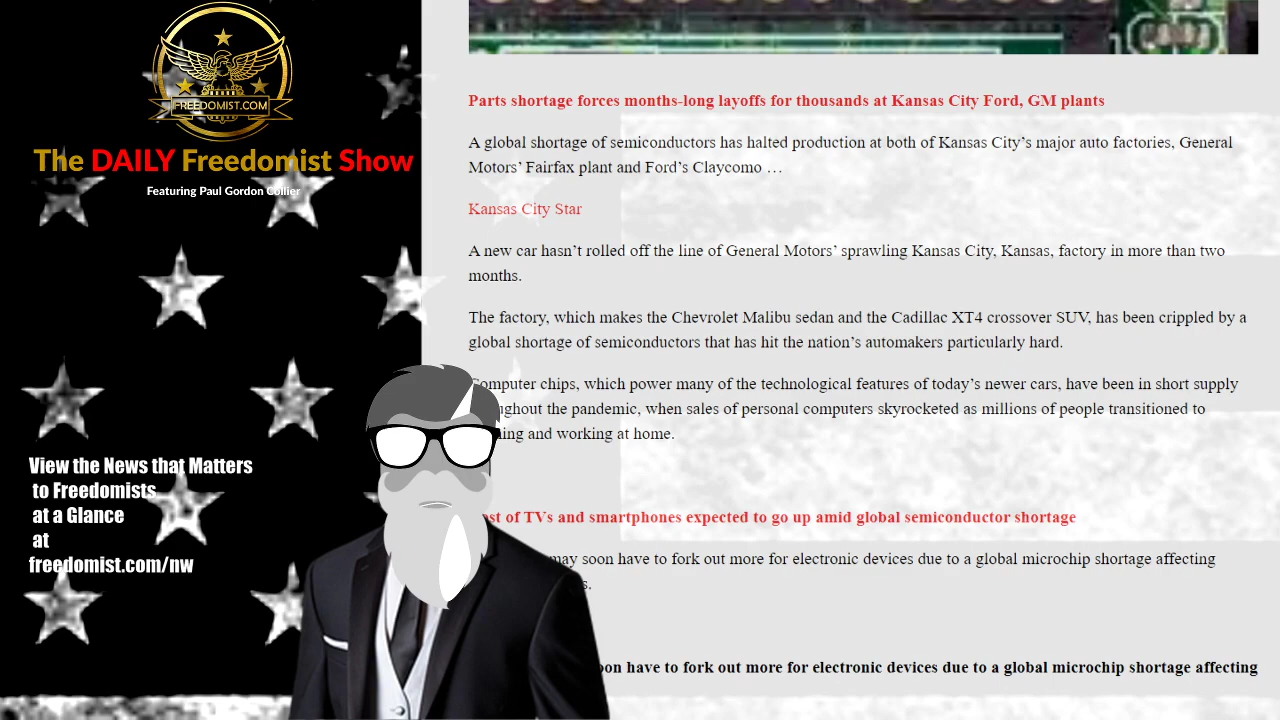 FREEDOMIST.COM
The DAILY Freedomist Show
Featuring Paul Gordon Collier
View the News that Matters
to Freedomists
at a Glance
at
freedomist.com/nw
Parts shortage forces months-long layoffs for thousands at Kansas City Ford, GM plants
A global shortage of semiconductors has halted production at both of Kansas City’s major auto factories, General
Motors’ Fairfax plant and Ford’s Claycomo …
Kansas City Star
A new car hasn’t rolled off the line of General Motors’ sprawling Kansas City, Kansas, factory in more than two
months.
The factory, which makes the Chevrolet Malibu sedan and the Cadillac XT4 crossover SUV, has been crippled by a
global shortage of semiconductors that has hit the nation’s automakers particularly hard.
Computer chips, which power many of the technological features of today’s newer cars, have been in short supply
the pandemic, when sales of personal computers skyrocketed as millions of people transitioned to
and working at home.
of TVs and smartphones expected to go up amid global semiconductor shortage
may soon have to fork out more for electronic devices due to a global microchip shortage affecting
have to fork out more for electronic devices due to a global microchip shortage affecting